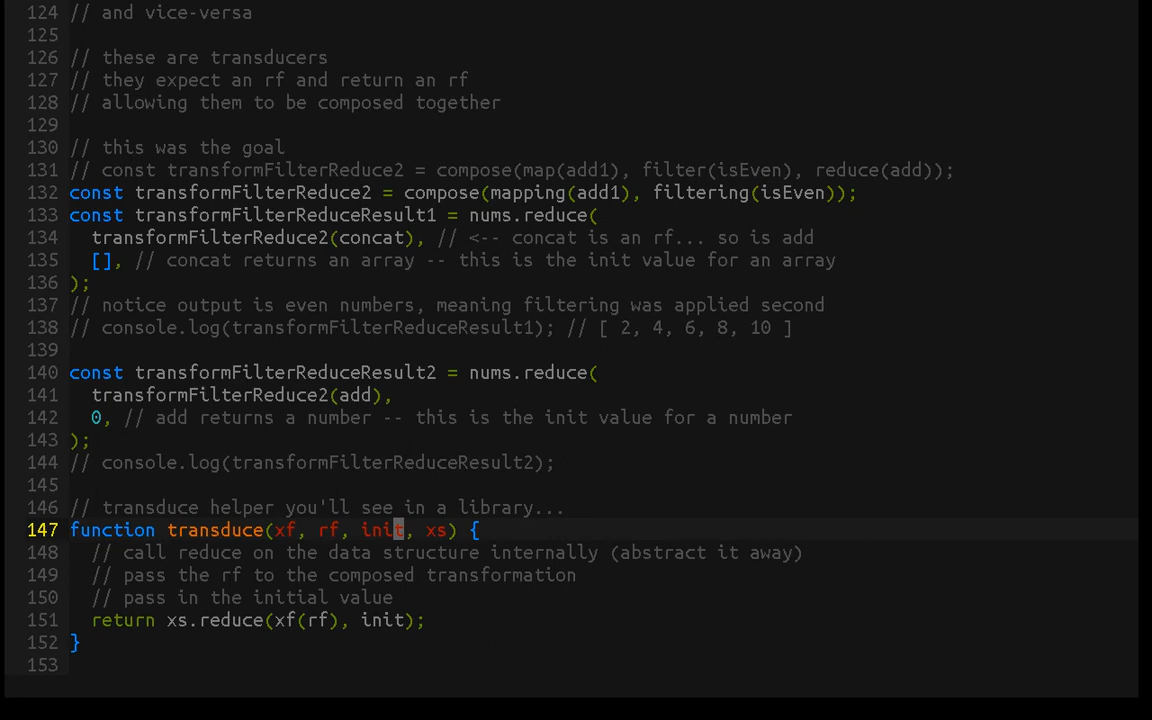 124 // and vice-versa
125
126 // these are transducers
127 // they expect an rf and return an rf
128 // allowing them to be composed together
129
130 // this was the goal
131 // const transformFilterReduce2 = compose(map(add1), filter(isEven), reduce(add));
132 const transformFilterReduce2 = compose(mapping(add1), filtering(isEven));
133 const transformFilterReduceResult1 = nums.reduce(
134   transformFilterReduce2(concat), // <-- concat is an rf... so is add
135   [], // concat returns an array -- this is the init value for an array
136 );
137 // notice output is even numbers, meaning filtering was applied second
138 // console.log(transformFilterReduceResult1); // [ 2, 4, 6, 8, 10 ]
139
140 const transformFilterReduceResult2 = nums.reduce(
141   transformFilterReduce2(add),
142   0, // add returns a number -- this is the init value for a number
143 );
144 // console.log(transformFilterReduceResult2);
145
146 // transduce helper you'll see in a library...
147 function transduce(xf, rf, init, xs) {
148   // call reduce on the data structure internally (abstract it away)
149   // pass the rf to the composed transformation
150   // pass in the initial value
151   return xs.reduce(xf(rf), init);
152 }
153